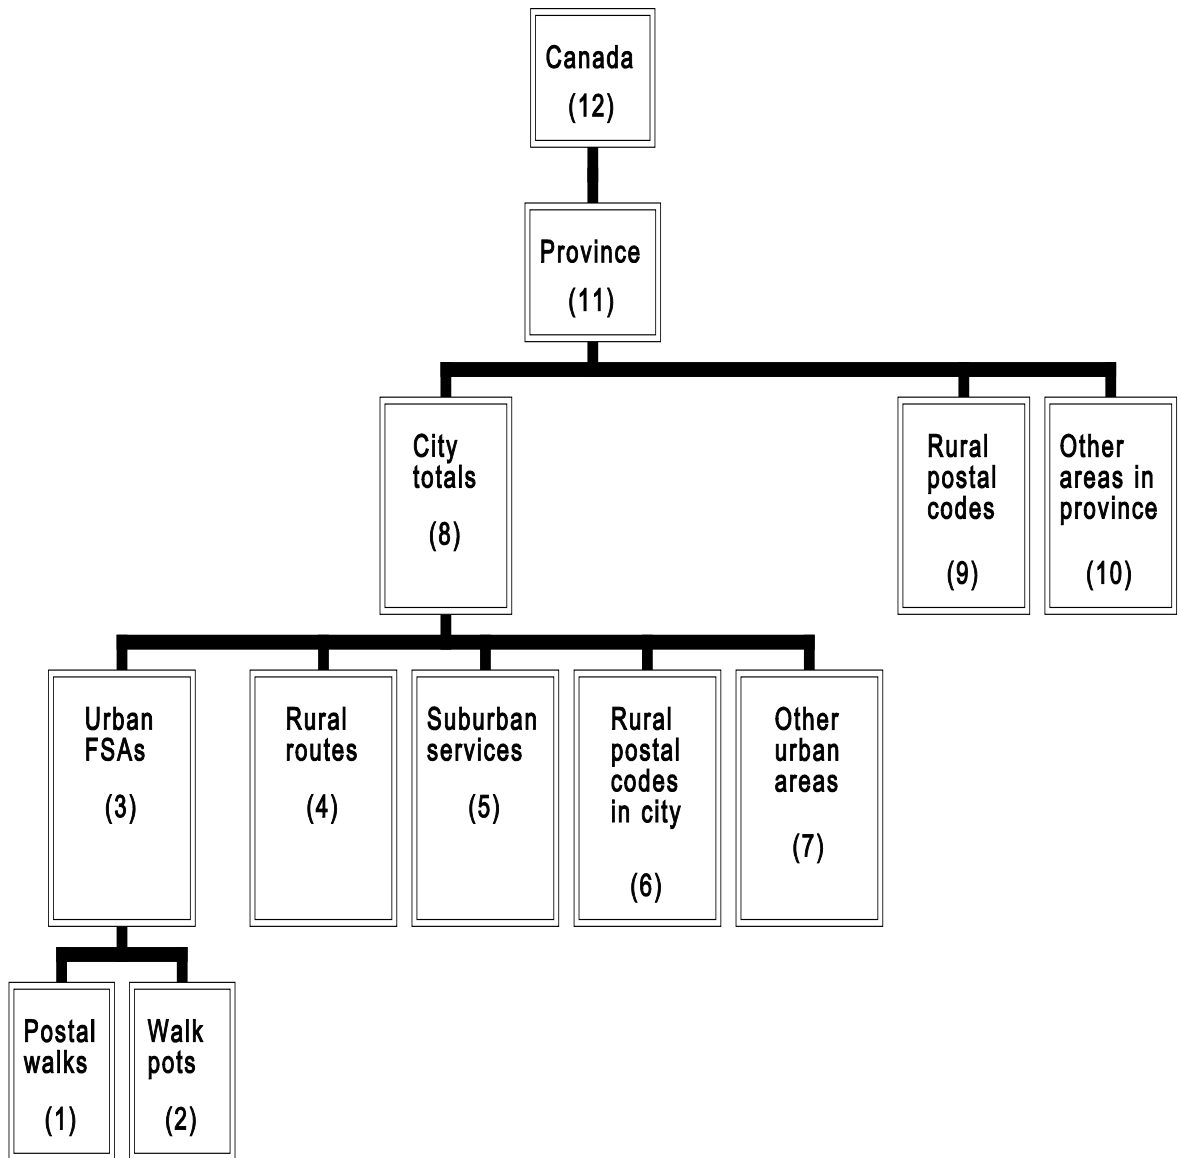 Canada
(12)
Province
(11)
City
totals
(8)
Rural
postal
codes
(9)
Other
areas in
province
(10)
Urban
FSAs
(3)
Rural
routes
(4)
Suburban
services
(5)
Rural
postal
codes
in city
(6)
Other
urban
areas
(7)
Postal
walks
(1)
Walk
pots
(2)